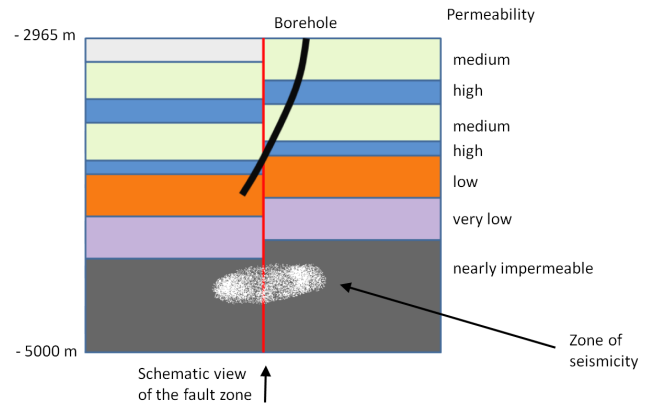 Borehole
Permeability
- 2965 m
medium
high
medium
high
low
very low
nearly impermeable
Zone of
seismicity
- 5000 m
Schematic view
of the fault zone